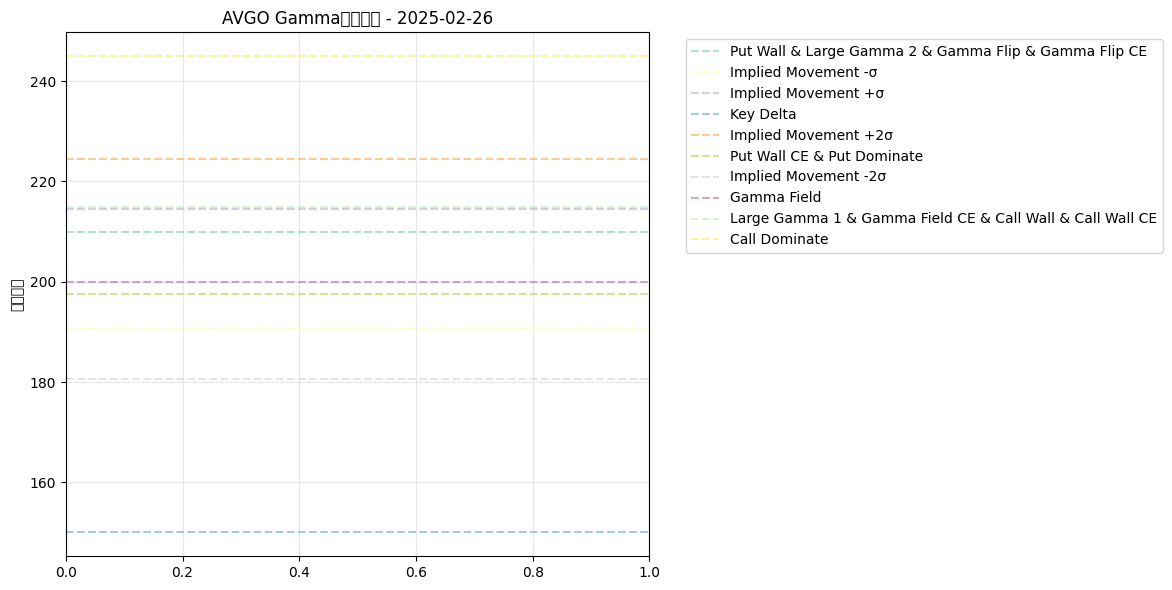 AVGO Gamma - 2025-02-26
240
220
200
180
160
0.0 0.2 0.4 0.6 0.8 1.0
Put Wall & Large Gamma 2 & Gamma Flip & Gamma Flip CE
Implied Movement -σ
Implied Movement +σ
Key Delta
Implied Movement +2σ
Put Wall CE & Put Dominate
Implied Movement -2σ
Gamma Field
Large Gamma 1 & Gamma Field CE & Call Wall & Call Wall CE
Call Dominate